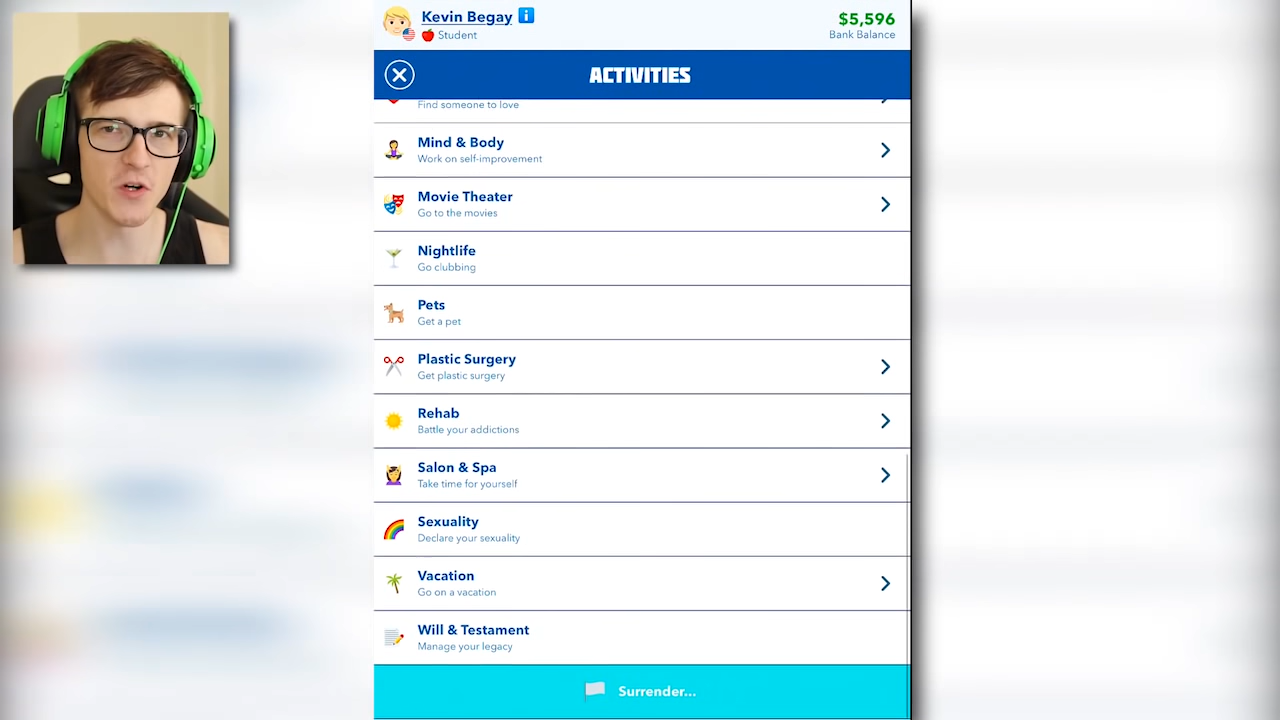 Kevin Begay
Student
$5,596
Bank Balance
ACTIVITIES
Find someone to love
Mind & Body
Work on self-improvement
Movie Theater
Go to the movies
Nightlife
Go clubbing
Pets
Get a pet
Plastic Surgery
Get plastic surgery
Rehab
Battle your addictions
Salon & Spa
Take time for yourself
Sexuality
Declare your sexuality
Vacation
Go on a vacation
Will & Testament
Manage your legacy
Surrender...